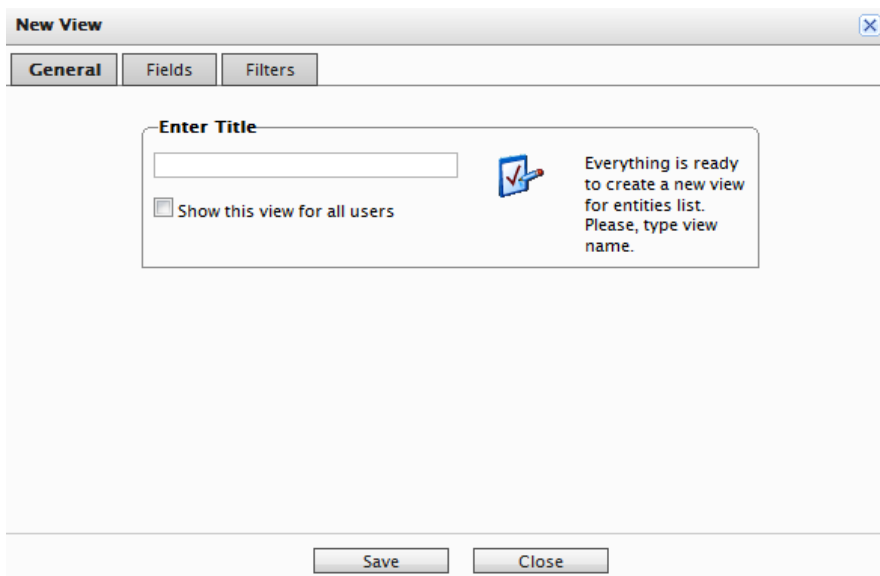 New View
General Fields Filters
Enter Title
Show this view for all users
Everything is ready
to create a new view
for entities list.
Please, type view
name.
Save Close